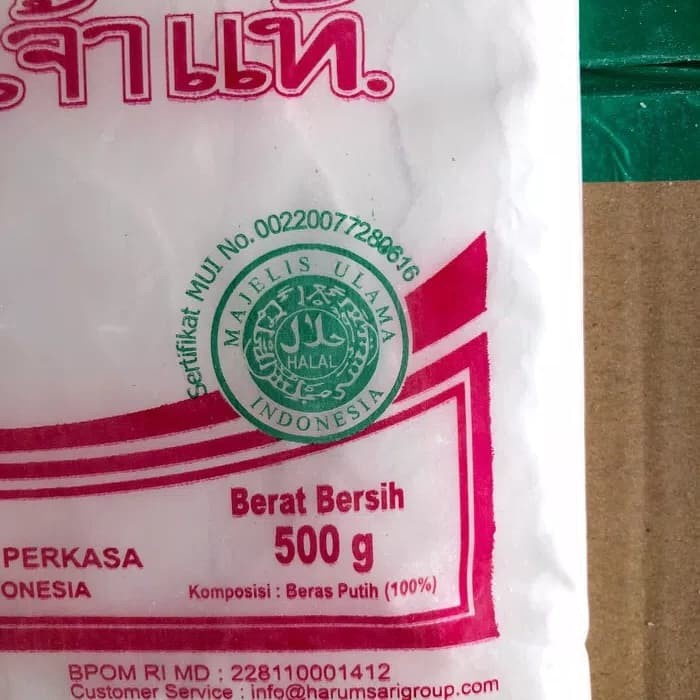 จ้าแท้
Sertifikat MUI No. 00220077280616
MAJELIS ULAMA
حلال
HALAL
INDONESIA
Berat Bersih
500 g
PERKASA
ONESIA
Komposisi : Beras Putih (100%)
BPOM RI MD : 228110001412
Customer Service : info@harumsarigroup.com